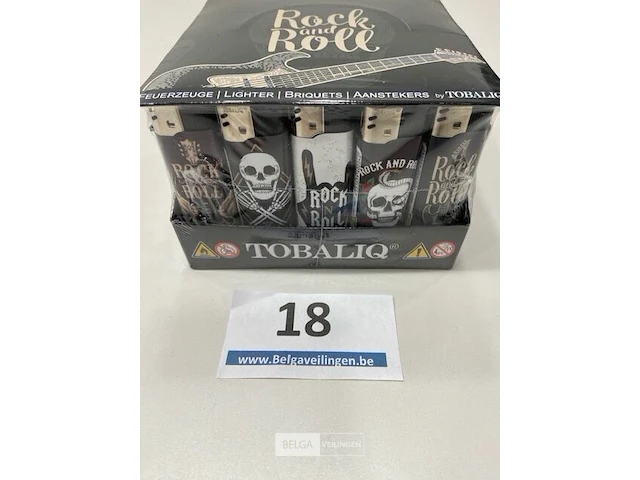 Rock
and
Roll
FEUERZEUGE | LIGHTER | BRIQUETS | AANSTEKERS by TOBALIQ
ROCK
ROLL
ROCK
N
ROLL
ROCK AND RO
Rock
and
Roll
TOBALIQ®
18
www.Belgaveilingen.be
BELGA VEILINGEN